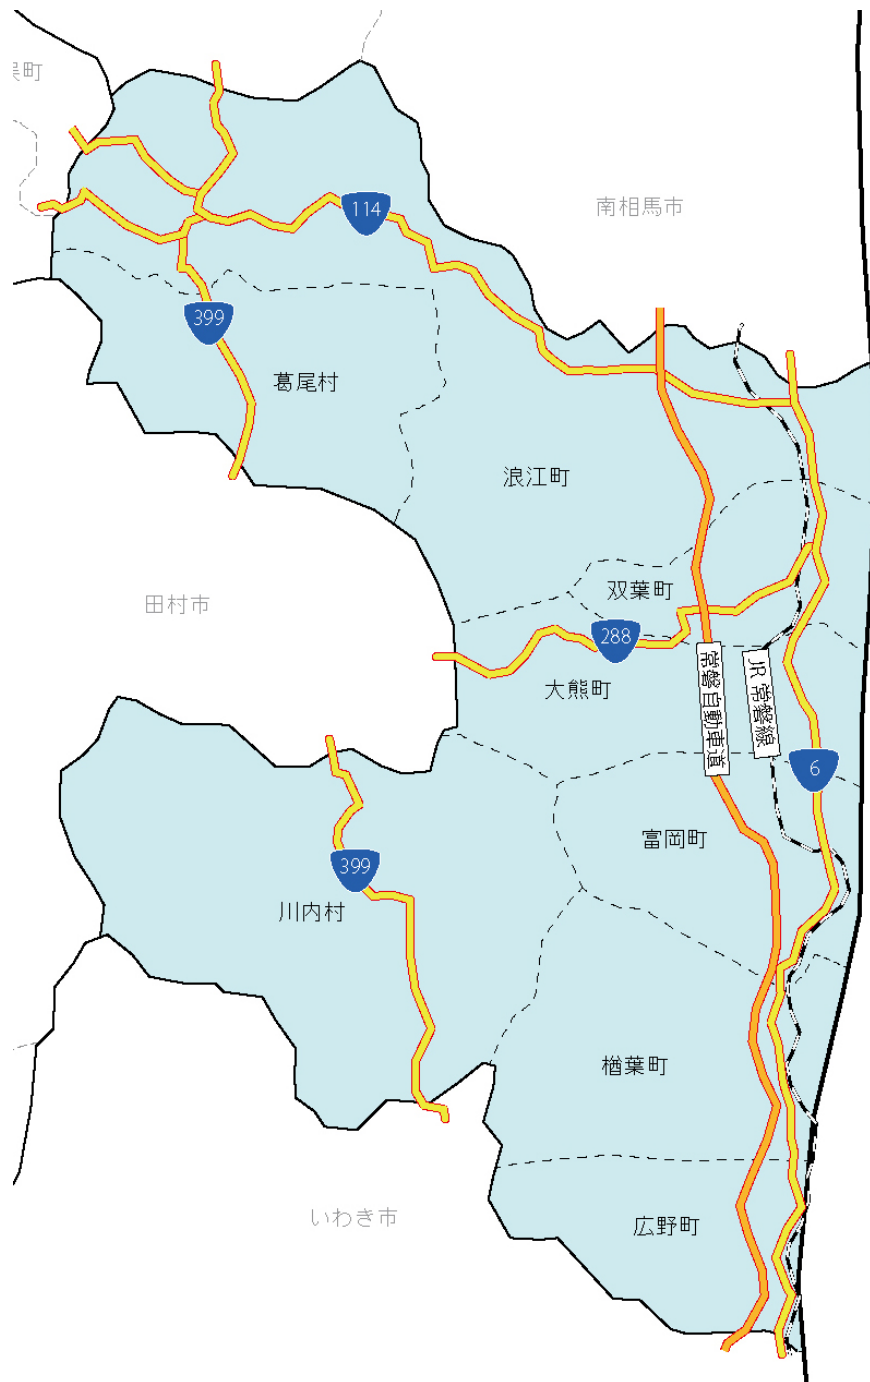 俣町
114
南相馬市
399
葛尾村
浪江町
双葉町
田村市
288
大熊町
常磐自動車道
JR 常磐線
6
富岡町
399
川内村
楢葉町
いわき市
広野町